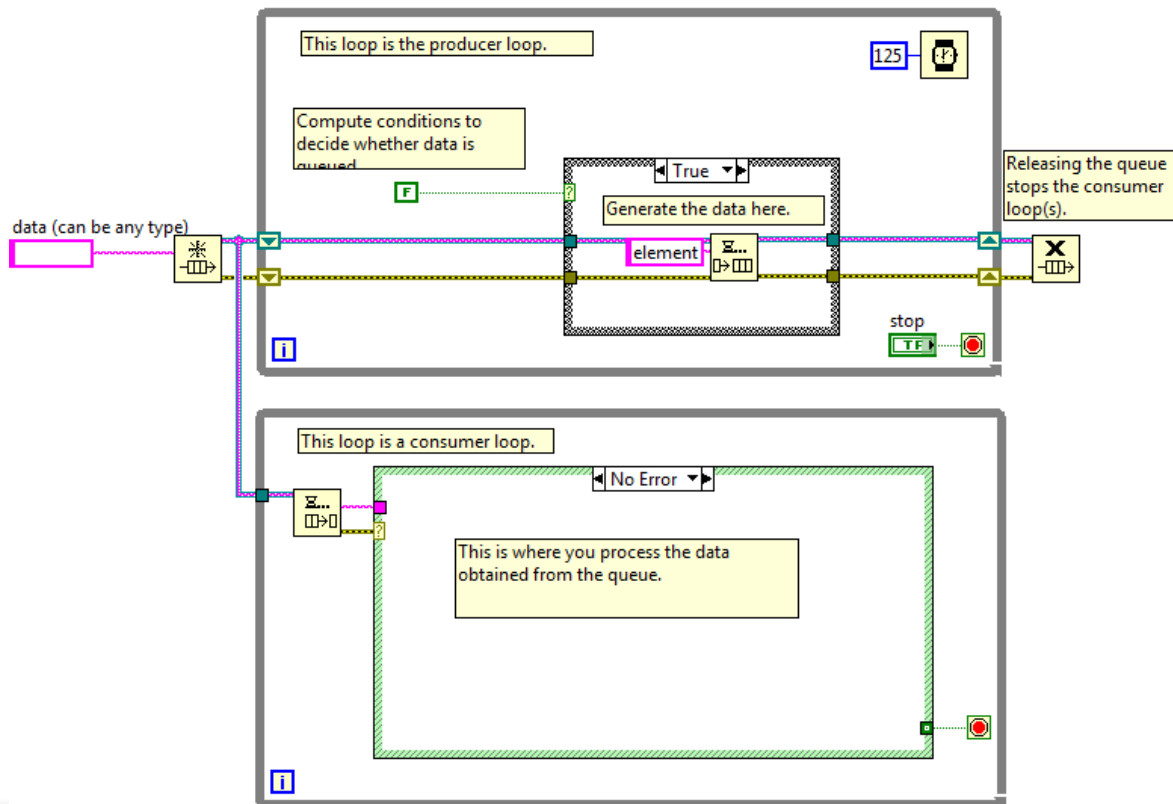 This loop is the producer loop.
125
Compute conditions to
decide whether data is
queued
F
True
Generate the data here.
Releasing the queue
stops the consumer
loop(s).
data (can be any type)
element
stop
TF
i
This loop is a consumer loop.
No Error
This is where you process the data
obtained from the queue.
i